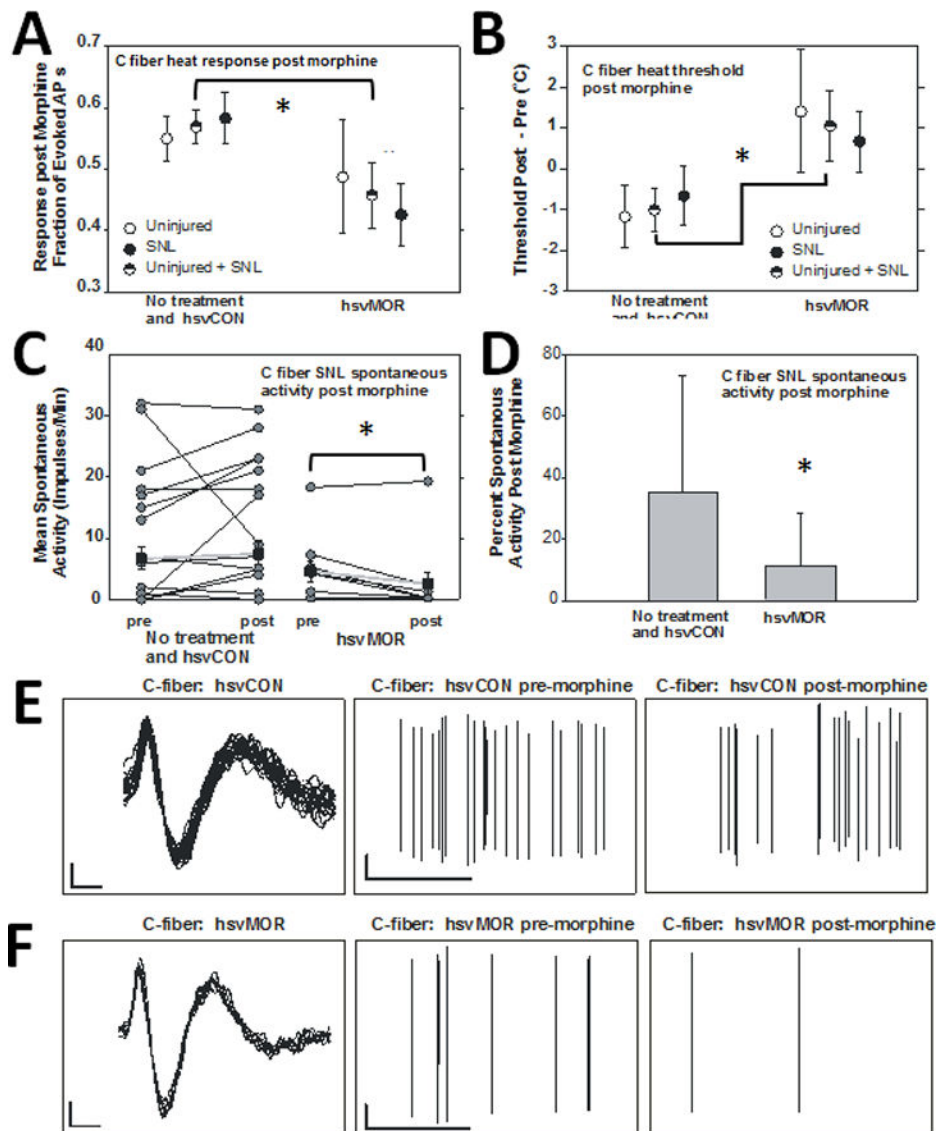 A
Response post Morphine
Fraction of Evoked AP s
0.7
0.6
0.5
0.4
0.3
C fiber heat response post morphine
*
Uninjured
SNL
Uninjured + SNL
No treatment
and hsvCON
hsvMOR
B
Threshold Post - Pre (°C)
3
2
1
0
-1
-2
-3
C fiber heat threshold
post morphine
*
Uninjured
SNL
Uninjured + SNL
No treatment
and hsvCON
hsvMOR
C
Mean Spontaneous
Activity (Impulses/Min)
40
30
20
10
0
C fiber SNL spontaneous
activity post morphine
*
pre
post
pre
post
No treatment
and hsvCON
hsvMOR
D
Percent Spontanous
Activity Post Morphine
80
60
40
20
0
C fiber SNL spontaneous
activity post morphine
*
No treatment
and hsvCON
hsvMOR
E
C-fiber: hsvCON
C-fiber: hsvCON pre-morphine
C-fiber: hsvCON post-morphine
F
C-fiber: hsvMOR
C-fiber: hsvMOR pre-morphine
C-fiber: hsvMOR post-morphine